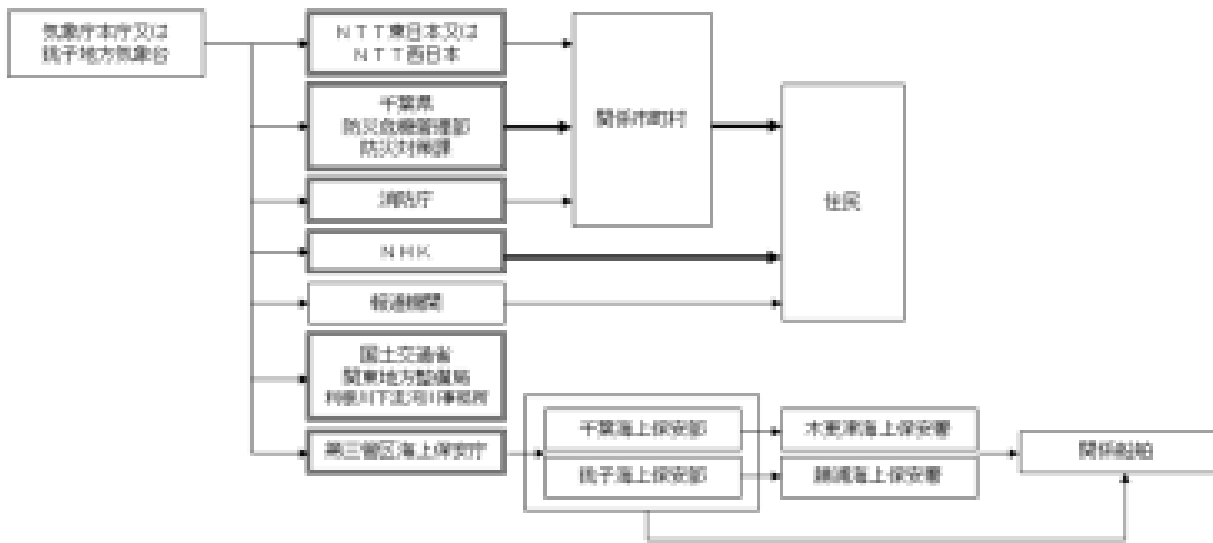 気象庁本庁又は
銚子地方気象台
NTT東日本又は
NTT西日本
千葉県
防災危機管理部
防災対策課
消防庁
NHK
報道機関
国土交通省
関東地方整備局
利根川下流河川事務所
第三管区海上保安庁
関係市町村
住民
千葉海上保安部
銚子海上保安部
木更津海上保安署
勝浦海上保安署
関係船舶